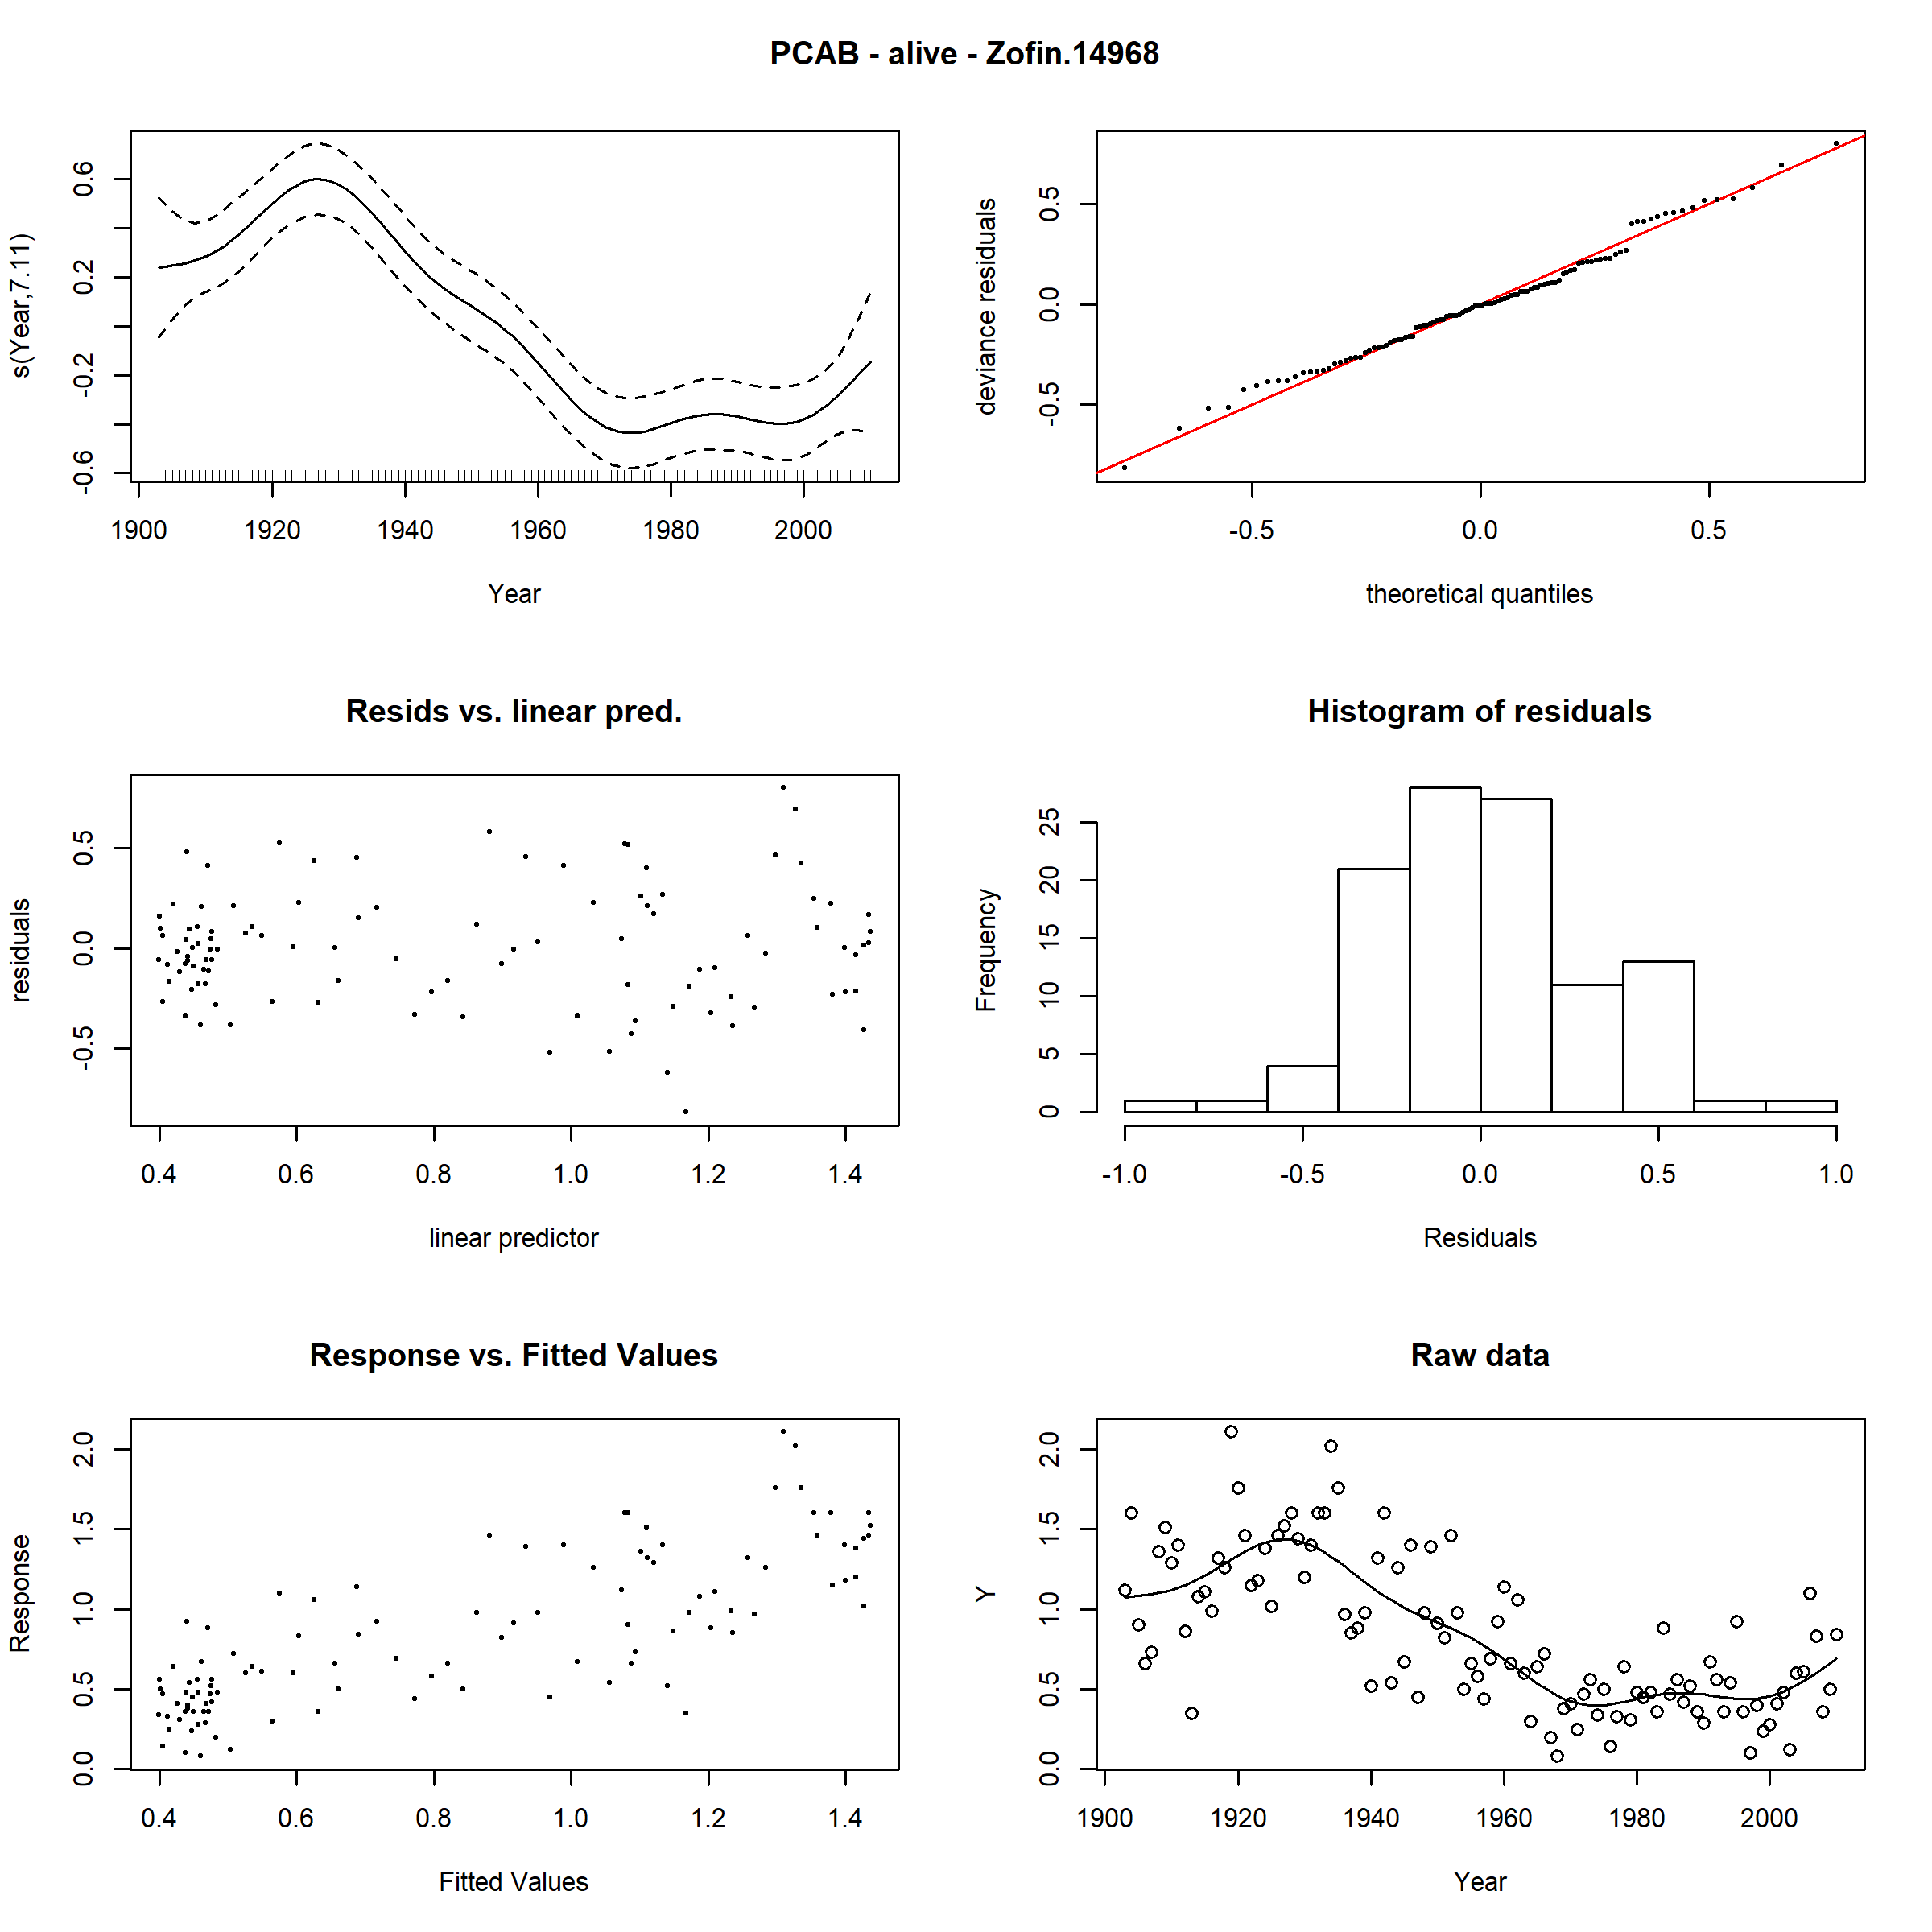 PCAB - alive - Zofin.14968
s(Year,7.11)
-0.6 -0.2 0.2 0.6
1900 1920 1940 1960 1980 2000
Year
deviance residuals
-0.5 0.0 0.5
-0.5 0.0 0.5
theoretical quantiles
Resids vs. linear pred.
residuals
-0.5 0.0 0.5
0.4 0.6 0.8 1.0 1.2 1.4
linear predictor
Histogram of residuals
Frequency
0 5 10 15 20 25
-1.0 -0.5 0.0 0.5 1.0
Residuals
Response vs. Fitted Values
Response
0.0 0.5 1.0 1.5 2.0
0.4 0.6 0.8 1.0 1.2 1.4
Fitted Values
Raw data
Y
0.0 0.5 1.0 1.5 2.0
1900 1920 1940 1960 1980 2000
Year